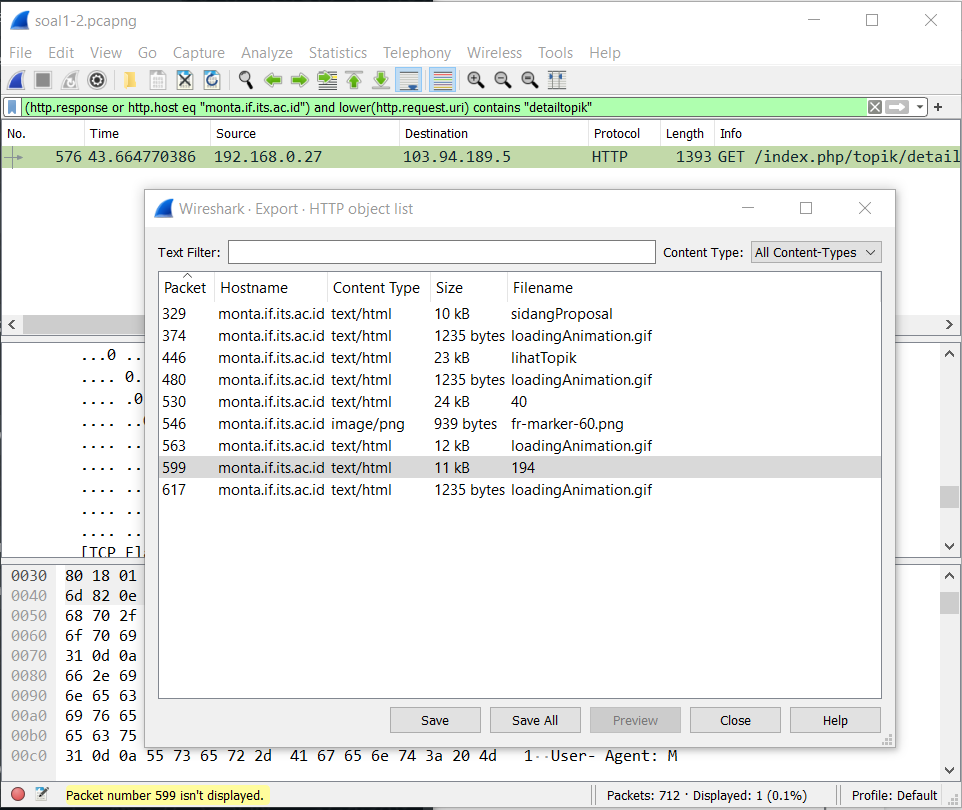 soal1-2.pcapng
File Edit View Go Capture Analyze Statistics Telephony Wireless Tools Help
(http.response or http.host eq "monta.if.its.ac.id") and lower(http.request.uri) contains "detailtopik"
No. Time Source Destination Protocol Length Info
576 43.664770386 192.168.0.27 103.94.189.5 HTTP 1393 GET /index.php/topik/detail
Wireshark · Export · HTTP object list
Text Filter: Content Type: All Content-Types
Packet Hostname Content Type Size Filename
329 monta.if.its.ac.id text/html 10 kB sidangProposal
374 monta.if.its.ac.id text/html 1235 bytes loadingAnimation.gif
446 monta.if.its.ac.id text/html 23 kB lihatTopik
480 monta.if.its.ac.id text/html 1235 bytes loadingAnimation.gif
530 monta.if.its.ac.id text/html 24 kB 40
546 monta.if.its.ac.id image/png 939 bytes fr-marker-60.png
563 monta.if.its.ac.id text/html 12 kB loadingAnimation.gif
599 monta.if.its.ac.id text/html 11 kB 194
617 monta.if.its.ac.id text/html 1235 bytes loadingAnimation.gif
Save Save All Preview Close Help
...0 ..
.... 0.
.... .0
.... ..
.... ..
.... ..
.... ..
.... ..
.... ..
[TCP Fl
0030 80 18 01
0040 6d 82 0e
0050 68 70 2f
0060 6f 70 69
0070 31 0d 0a
0080 66 2e 69
0090 6e 65 63
00a0 69 76 65
00b0 65 63 75
00c0 31 0d 0a 55 73 65 72 2d 41 67 65 6e 74 3a 20 4d 1··User- Agent: M
Packet number 599 isn't displayed. Packets: 712 · Displayed: 1 (0.1%) Profile: Default